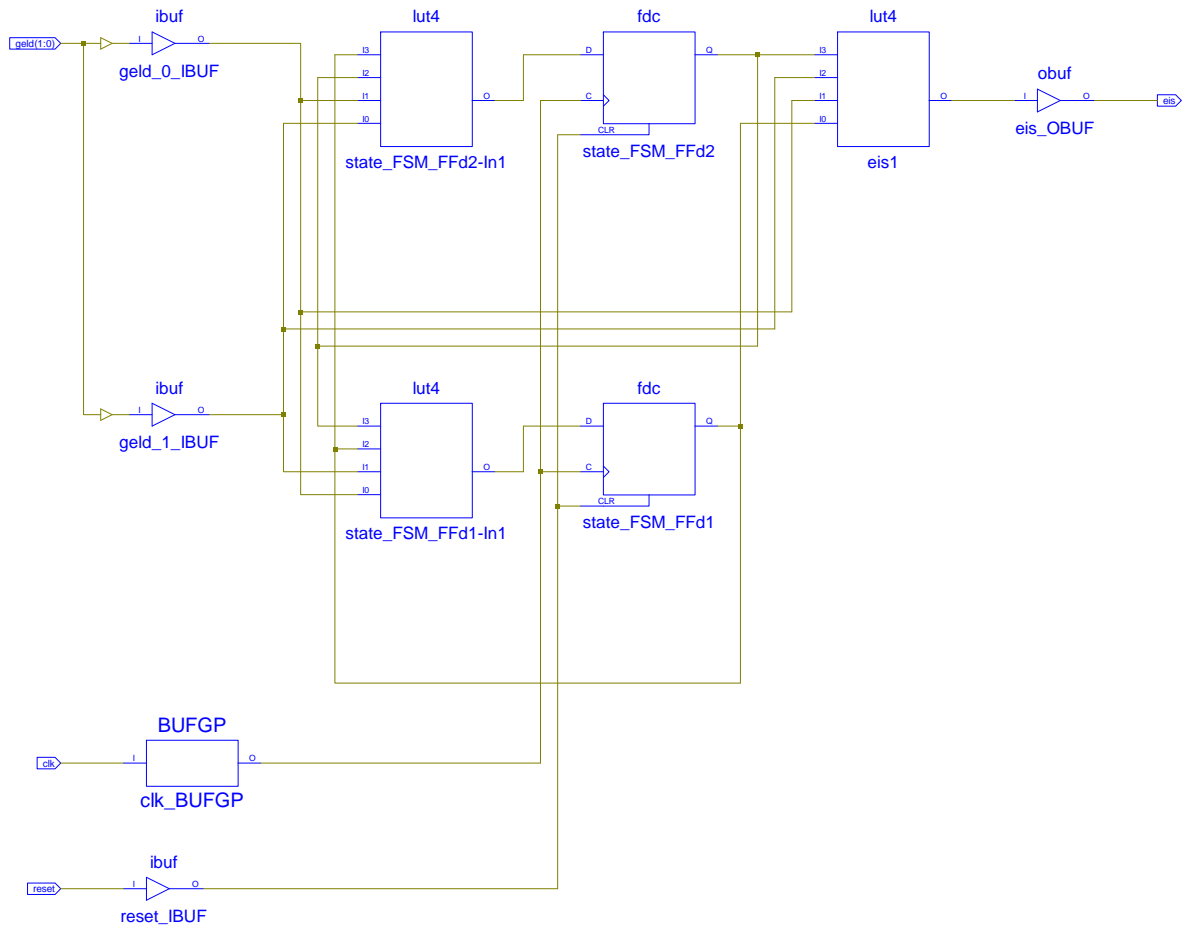 ibuf
lut4
fdc
lut4
geld(1:0)
I
O
geld_0_IBUF
I3
I2
I1
I0
O
state_FSM_FFd2-In1
D
C
CLR
Q
state_FSM_FFd2
I3
I2
I1
I0
O
eis1
obuf
I
O
eis_OBUF
eis
ibuf
lut4
fdc
I
O
geld_1_IBUF
I3
I2
I1
I0
O
state_FSM_FFd1-In1
D
C
CLR
Q
state_FSM_FFd1
BUFGP
clk
I
O
clk_BUFGP
ibuf
reset
I
O
reset_IBUF